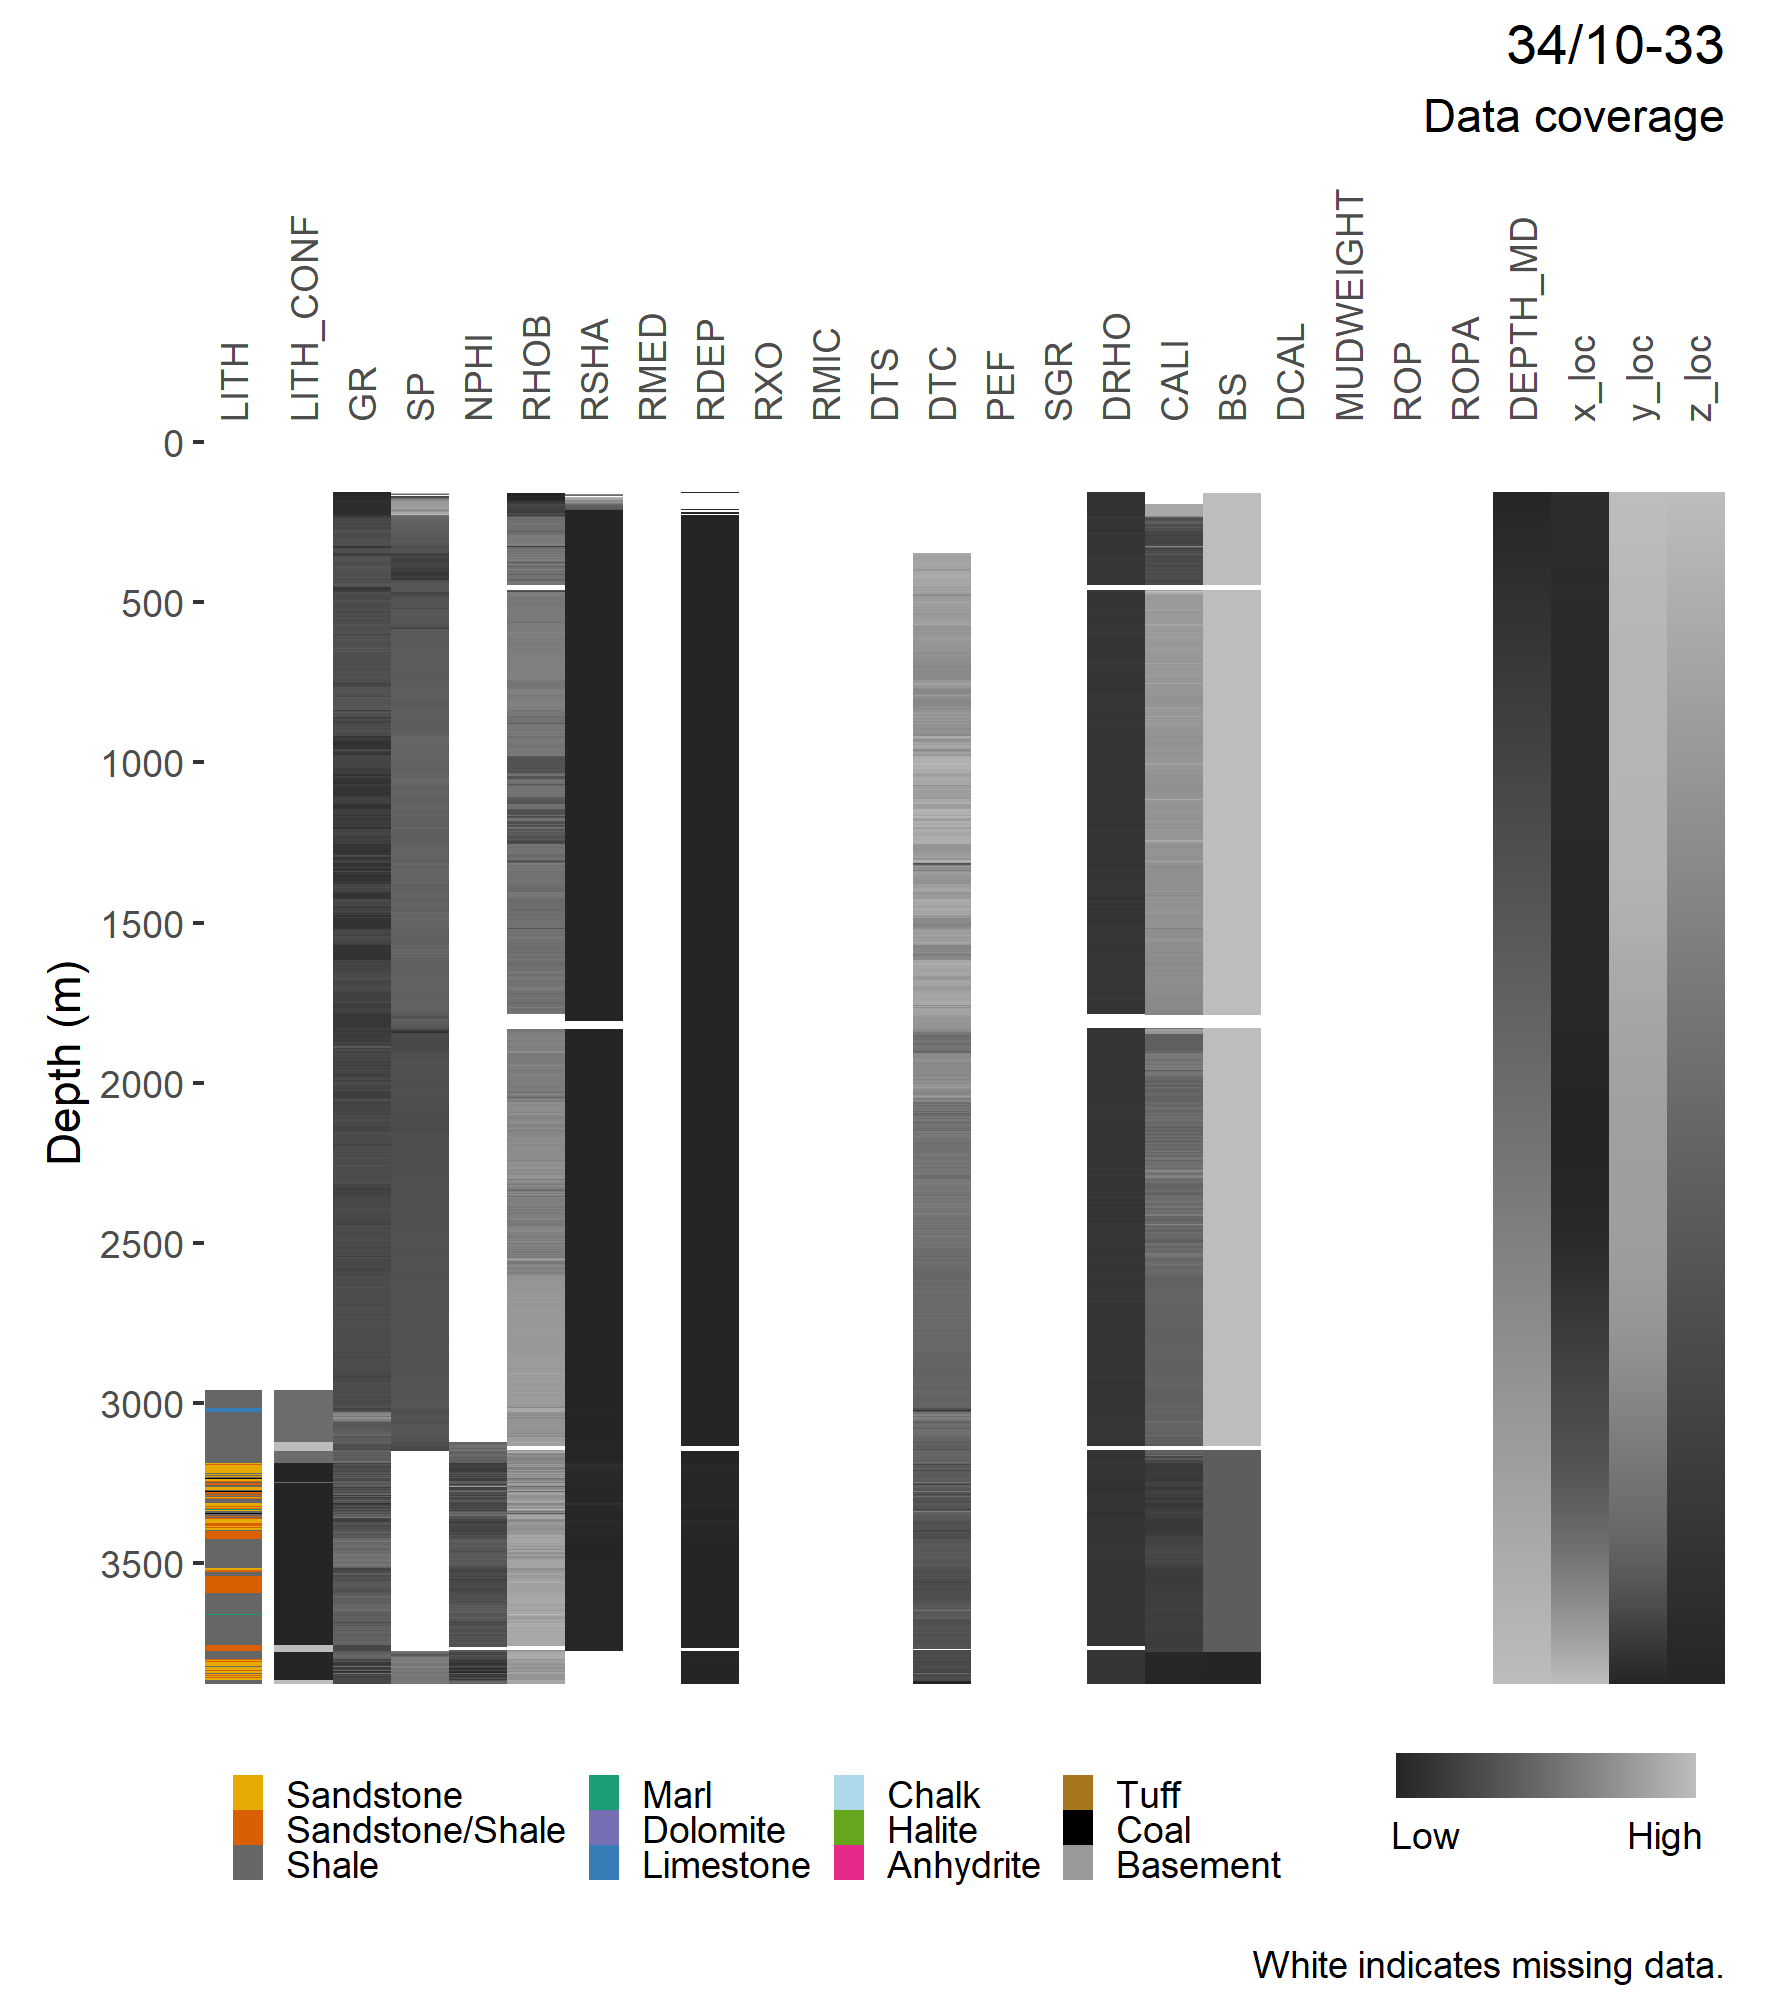 34/10-33
Data coverage
LITH
LITH_CONF
GR
SP
NPHI
RHOB
RSHA
RMED
RDEP
RXO
RMIC
DTS
DTC
PEF
SGR
DRHO
CALI
BS
DCAL
MUDWEIGHT
ROP
ROPA
DEPTH_MD
x_loc
y_loc
z_loc
Depth (m)
0
500
1000
1500
2000
2500
3000
3500
Sandstone
Sandstone/Shale
Shale
Marl
Dolomite
Limestone
Chalk
Halite
Anhydrite
Tuff
Coal
Basement
Low High
White indicates missing data.